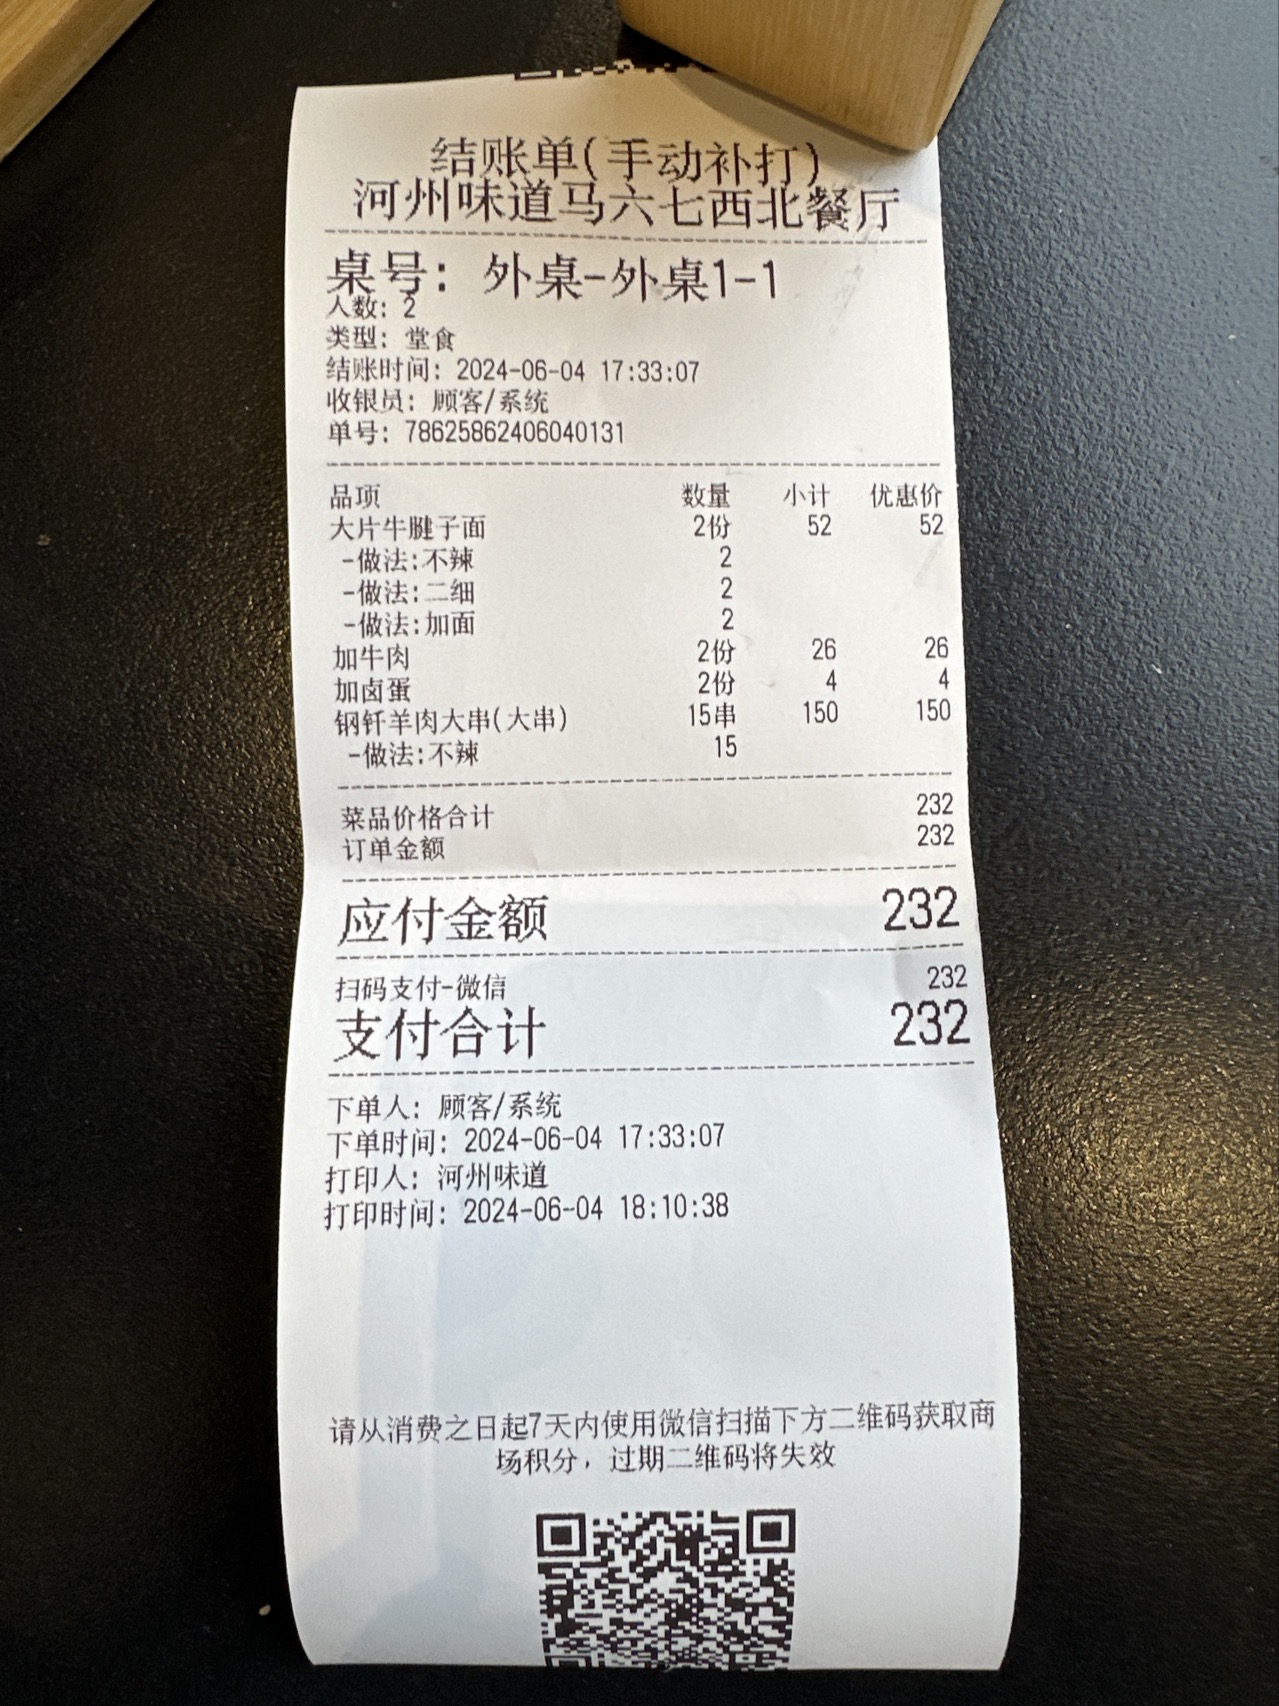 结账单(手动补打)
河州味道马六七西北餐厅
桌号: 外桌-外桌1-1
人数: 2
类型: 堂食
结账时间: 2024-06-04 17:33:07
收银员: 顾客/系统
单号: 78625862406040131
品项 数量 小计 优惠价
大片牛腱子面 2份 52 52
-做法:不辣 2
-做法:二细 2
-做法:加面 2
加牛肉 2份 26 26
加卤蛋 2份 4 4
钢钎羊肉大串(大串) 15串 150 150
-做法:不辣 15
菜品价格合计 232
订单金额 232
应付金额 232
扫码支付-微信 232
支付合计 232
下单人: 顾客/系统
下单时间: 2024-06-04 17:33:07
打印人: 河州味道
打印时间: 2024-06-04 18:10:38
请从消费之日起7天内使用微信扫描下方二维码获取商
场积分，过期二维码将失效